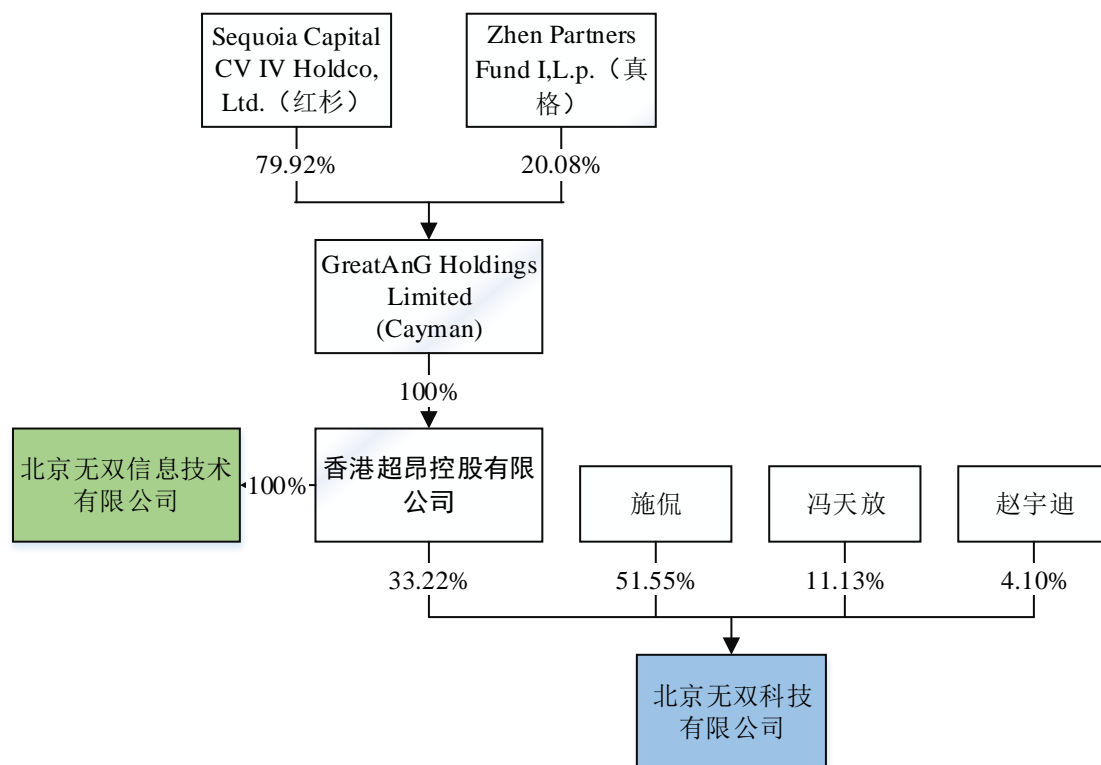 Sequoia Capital
CV IV Holdco,
Ltd.（红杉）
Zhen Partners
Fund I,L.p.（真
格）
79.92%
20.08%
GreatAnG Holdings
Limited
(Cayman)
100%
北京无双信息技术
有限公司
100%
香港超昂控股有限
公司
施侃
冯天放
赵宇迪
33.22%
51.55%
11.13%
4.10%
北京无双科技
有限公司